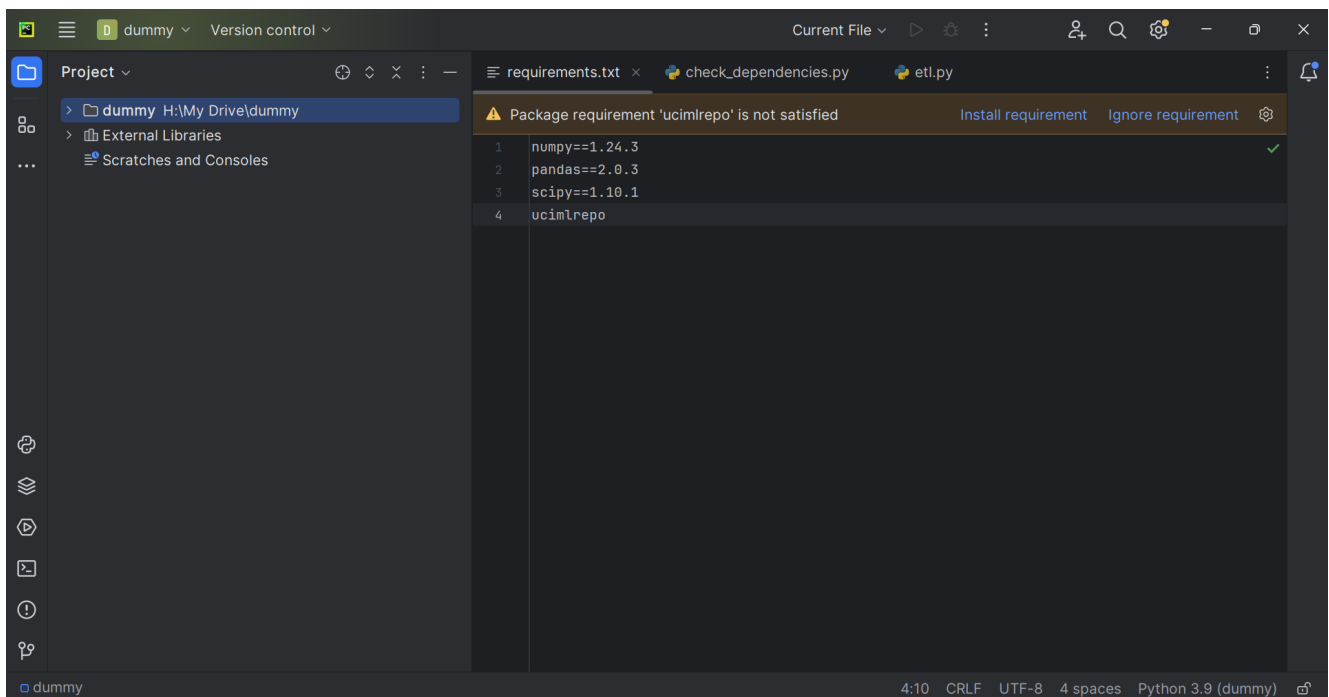 D dummy Version control Current File
Project
requirements.txt check_dependencies.py etl.py
dummy H:\My Drive\dummy
External Libraries
Scratches and Consoles
Package requirement 'ucimlrepo' is not satisfied Install requirement Ignore requirement
1 numpy==1.24.3
2 pandas==2.0.3
3 scipy==1.10.1
4 ucimlrepo
dummy 4:10 CRLF UTF-8 4 spaces Python 3.9 (dummy)